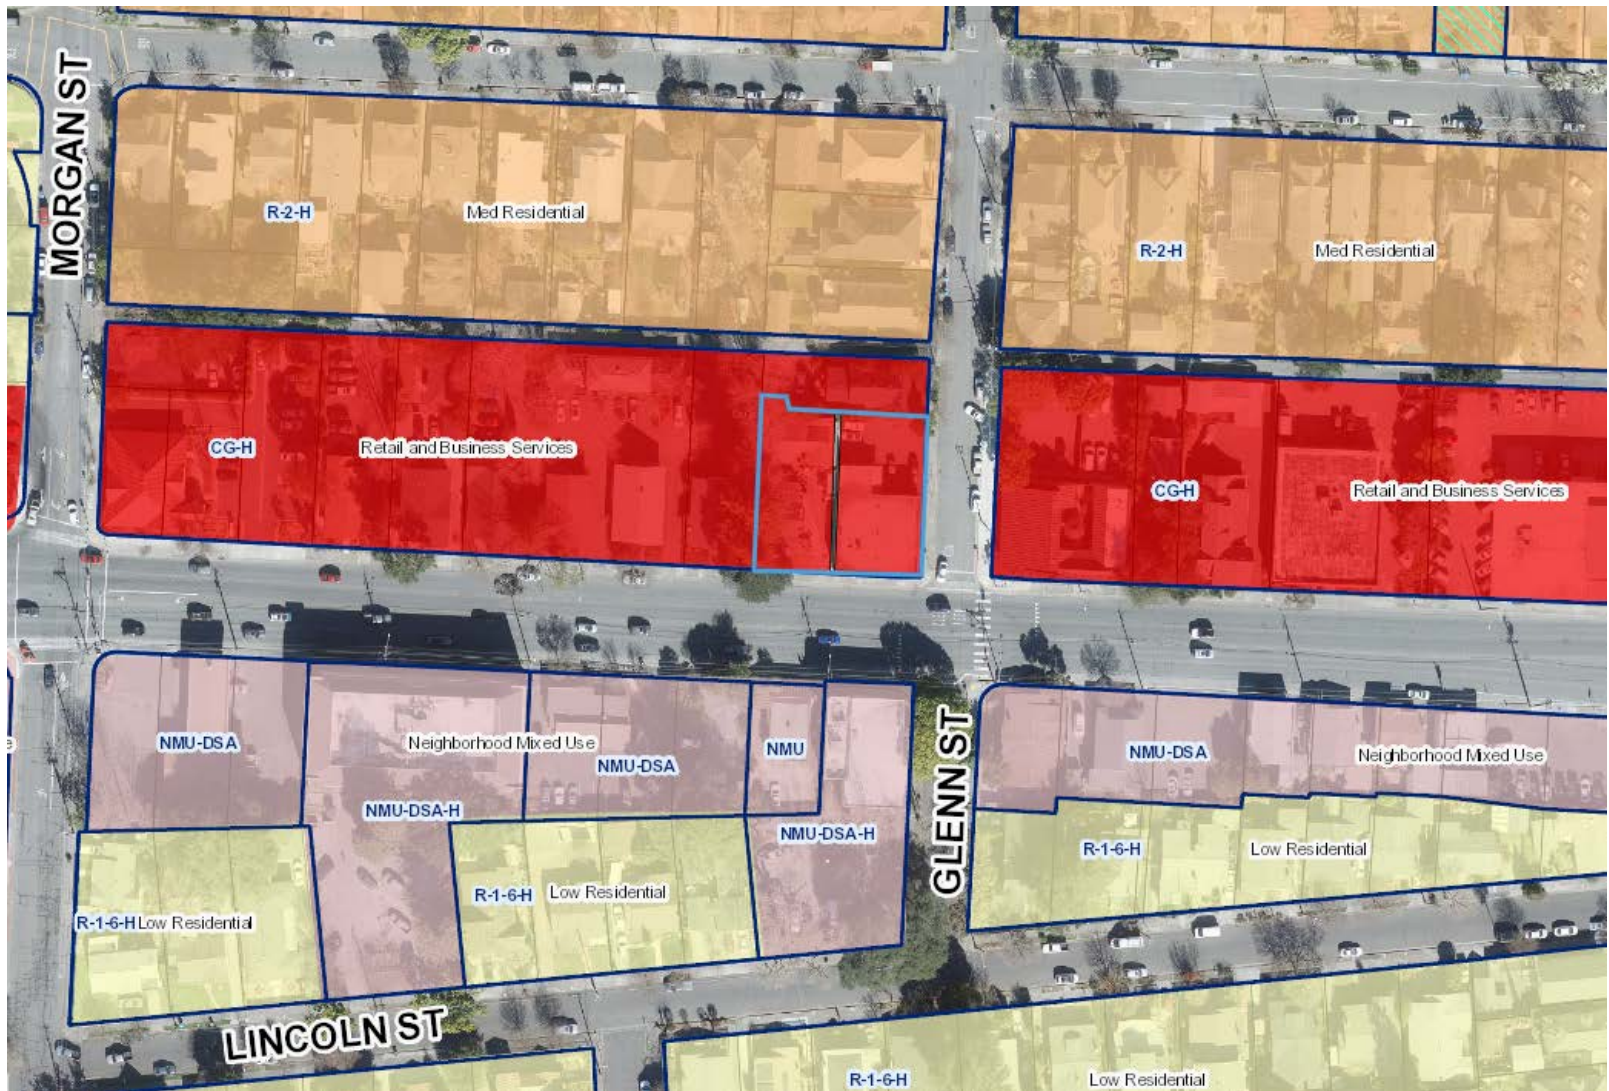 MORGAN ST
R-2-H
Med Residential
R-2-H
Med Residential
CG-H
Retail and Business Services
CG-H
Retail and Business Services
NMU-DSA
Neighborhood Mixed Use
NMU-DSA
NMU
NMU-DSA
Neighborhood Mixed Use
NMU-DSA-H
NMU-DSA-H
GLENN ST
R-1-6-H
Low Residential
R-1-6-H
Low Residential
R-1-6-H
Low Residential
LINCOLN ST
R-1-6-H
Low Residential